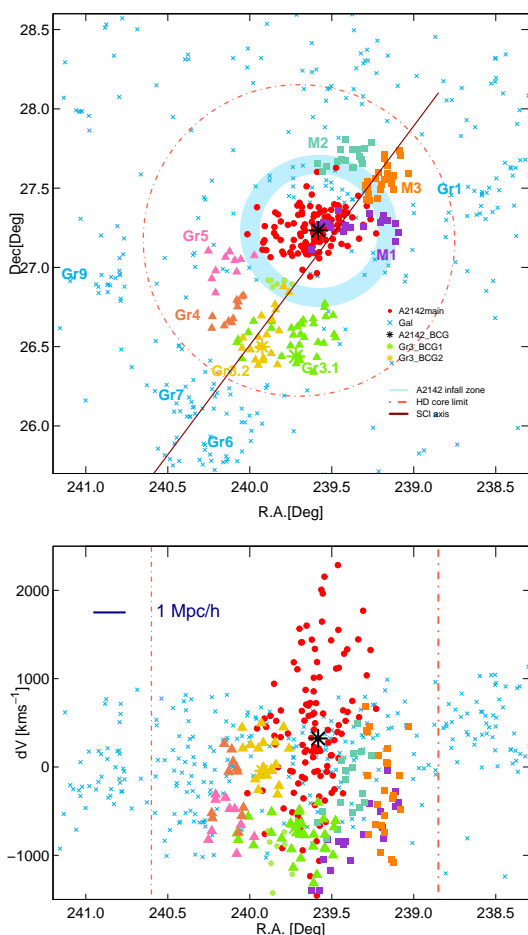 28.5
28.0
27.5
27.0
26.5
26.0
Dec[Deg]
M2
M3
Gr1
M1
Gr5
Gr9
Gr4
Gr3.2
Gr3.1
Gr7
Gr6
A2142main
Gal
A2142_BCG
Gr3_BCG1
Gr3_BCG2
A2142 infall zone
HD core limit
SCl axis
241.0 240.5 240.0 239.5 239.0 238.5
R.A.[Deg]
1 Mpc/h
2000
1000
0
−1000
dV [kms⁻¹]
241.0 240.5 240.0 239.5 239.0 238.5
R.A. [Deg]